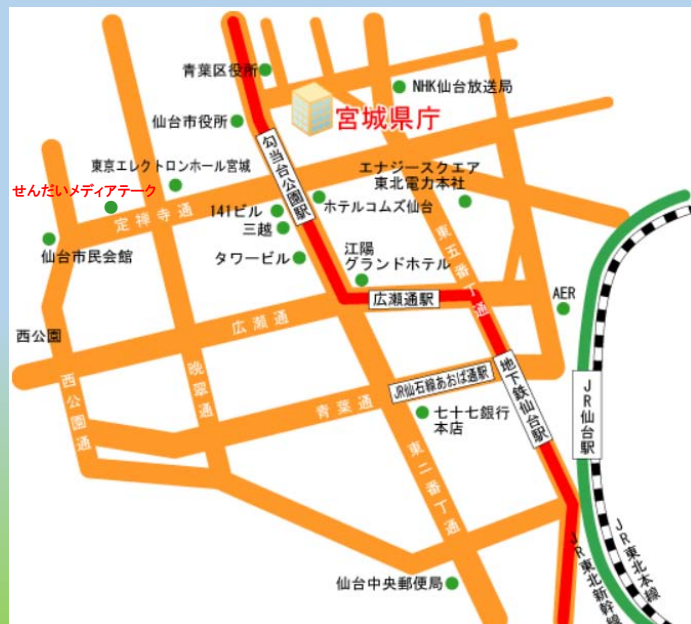 青葉区役所
NHK仙台放送局
仙台市役所
宮城県庁
勾当台公園駅
東京エレクトロンホール宮城
エナジースクエア
東北電力本社
せんだいメディアテーク
定禅寺通
141ビル
ホテルコムズ仙台
三越
仙台市民会館
タワービル
江陽
グランドホテル
東五番丁通
広瀬通駅
AER
広瀬通
西公園
西公園通
晩翠通
JR仙石線あおば通駅
地下鉄仙台駅
JR仙台駅
青葉通
七十七銀行
本店
東二番丁通
仙台中央郵便局
JR東北新幹線
JR東北本線